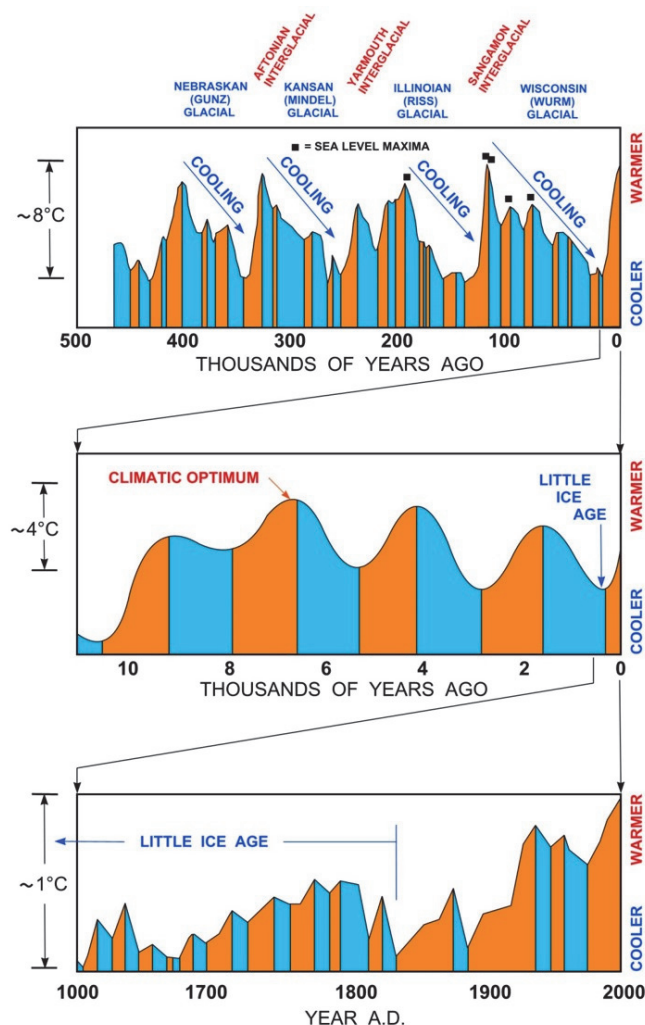 NEBRASKAN
(GUNZ)
GLACIAL
AFTONIAN
INTERGLACIAL
KANSAN
(MINDEL)
GLACIAL
YARMOUTH
INTERGLACIAL
ILLINOIAN
(RISS)
GLACIAL
SANGAMON
INTERGLACIAL
WISCONSIN
(WURM)
GLACIAL
■ = SEA LEVEL MAXIMA
COOLING
COOLING
COOLING
COOLING
~8°C
WARMER
COOLER
500 400 300 200 100 0
THOUSANDS OF YEARS AGO
CLIMATIC OPTIMUM
LITTLE
ICE
AGE
~4°C
WARMER
COOLER
10 8 6 4 2 0
THOUSANDS OF YEARS AGO
LITTLE ICE AGE
~1°C
WARMER
COOLER
1000 1700 1800 1900 2000
YEAR A.D.